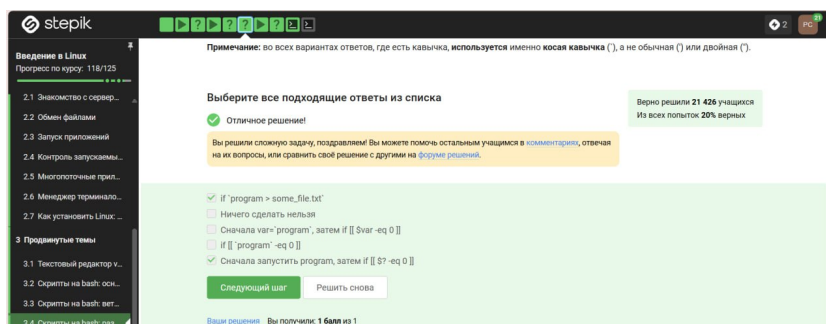 stepik
2
PC
21
Введение в Linux
Прогресс по курсу: 118/125
2.1 Знакомство с сервер...
2.2 Обмен файлами
2.3 Запуск приложений
2.4 Контроль запускаемы...
2.5 Многопоточные прил...
2.6 Менеджер терминало...
2.7 Как установить Linux: ...
3 Продвинутые темы
3.1 Текстовый редактор v...
3.2 Скрипты на bash: осн...
3.3 Скрипты на bash: вет...
3.4 Скрипты на bash: раз...
Примечание: во всех вариантах ответов, где есть кавычка, используется именно косая кавычка (`), а не обычная (') или двойная (").
Выберите все подходящие ответы из списка
Отличное решение!
Верно решили 21 426 учащихся
Из всех попыток 20% верных
Вы решили сложную задачу, поздравляем! Вы можете помочь остальным учащимся в комментариях, отвечая
на их вопросы, или сравнить своё решение с другими на форуме решений.
if `program > some_file.txt`
Ничего сделать нельзя
Сначала var=`program`, затем if [[ $var -eq 0 ]]
if [[ `program` -eq 0 ]]
Сначала запустить program, затем if [[ $? -eq 0 ]]
Следующий шаг
Решить снова
Ваши решения Вы получили: 1 балл из 1